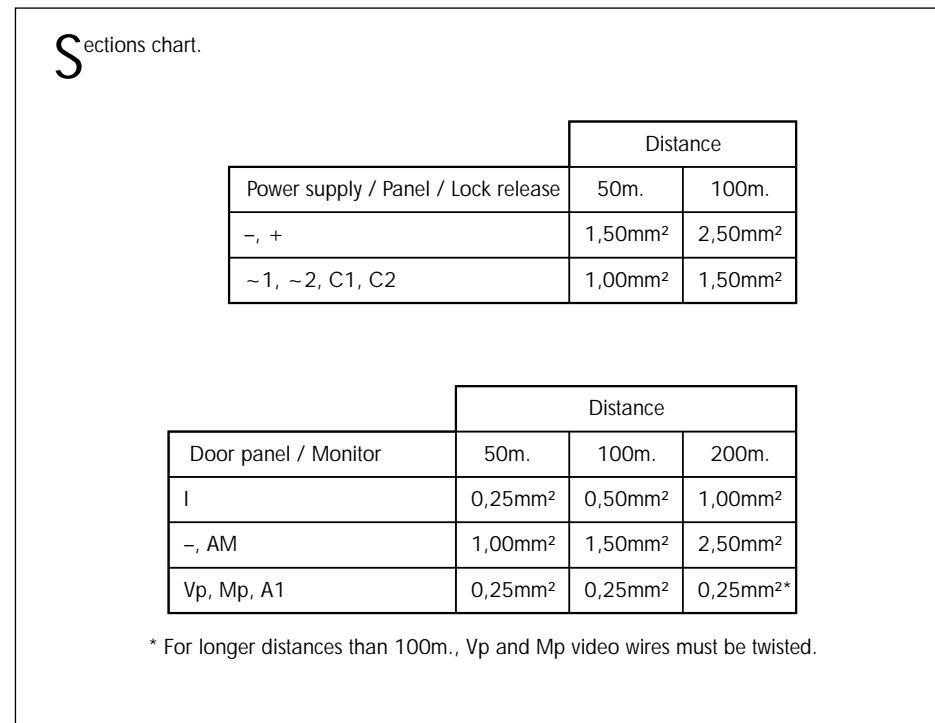 Sections chart.
Distance
Power supply / Panel / Lock release 50m. 100m.
–, + 1,50mm² 2,50mm²
~1, ~2, C1, C2 1,00mm² 1,50mm²
Distance
Door panel / Monitor 50m. 100m. 200m.
I 0,25mm² 0,50mm² 1,00mm²
–, AM 1,00mm² 1,50mm² 2,50mm²
Vp, Mp, A1 0,25mm² 0,25mm² 0,25mm²*
* For longer distances than 100m., Vp and Mp video wires must be twisted.